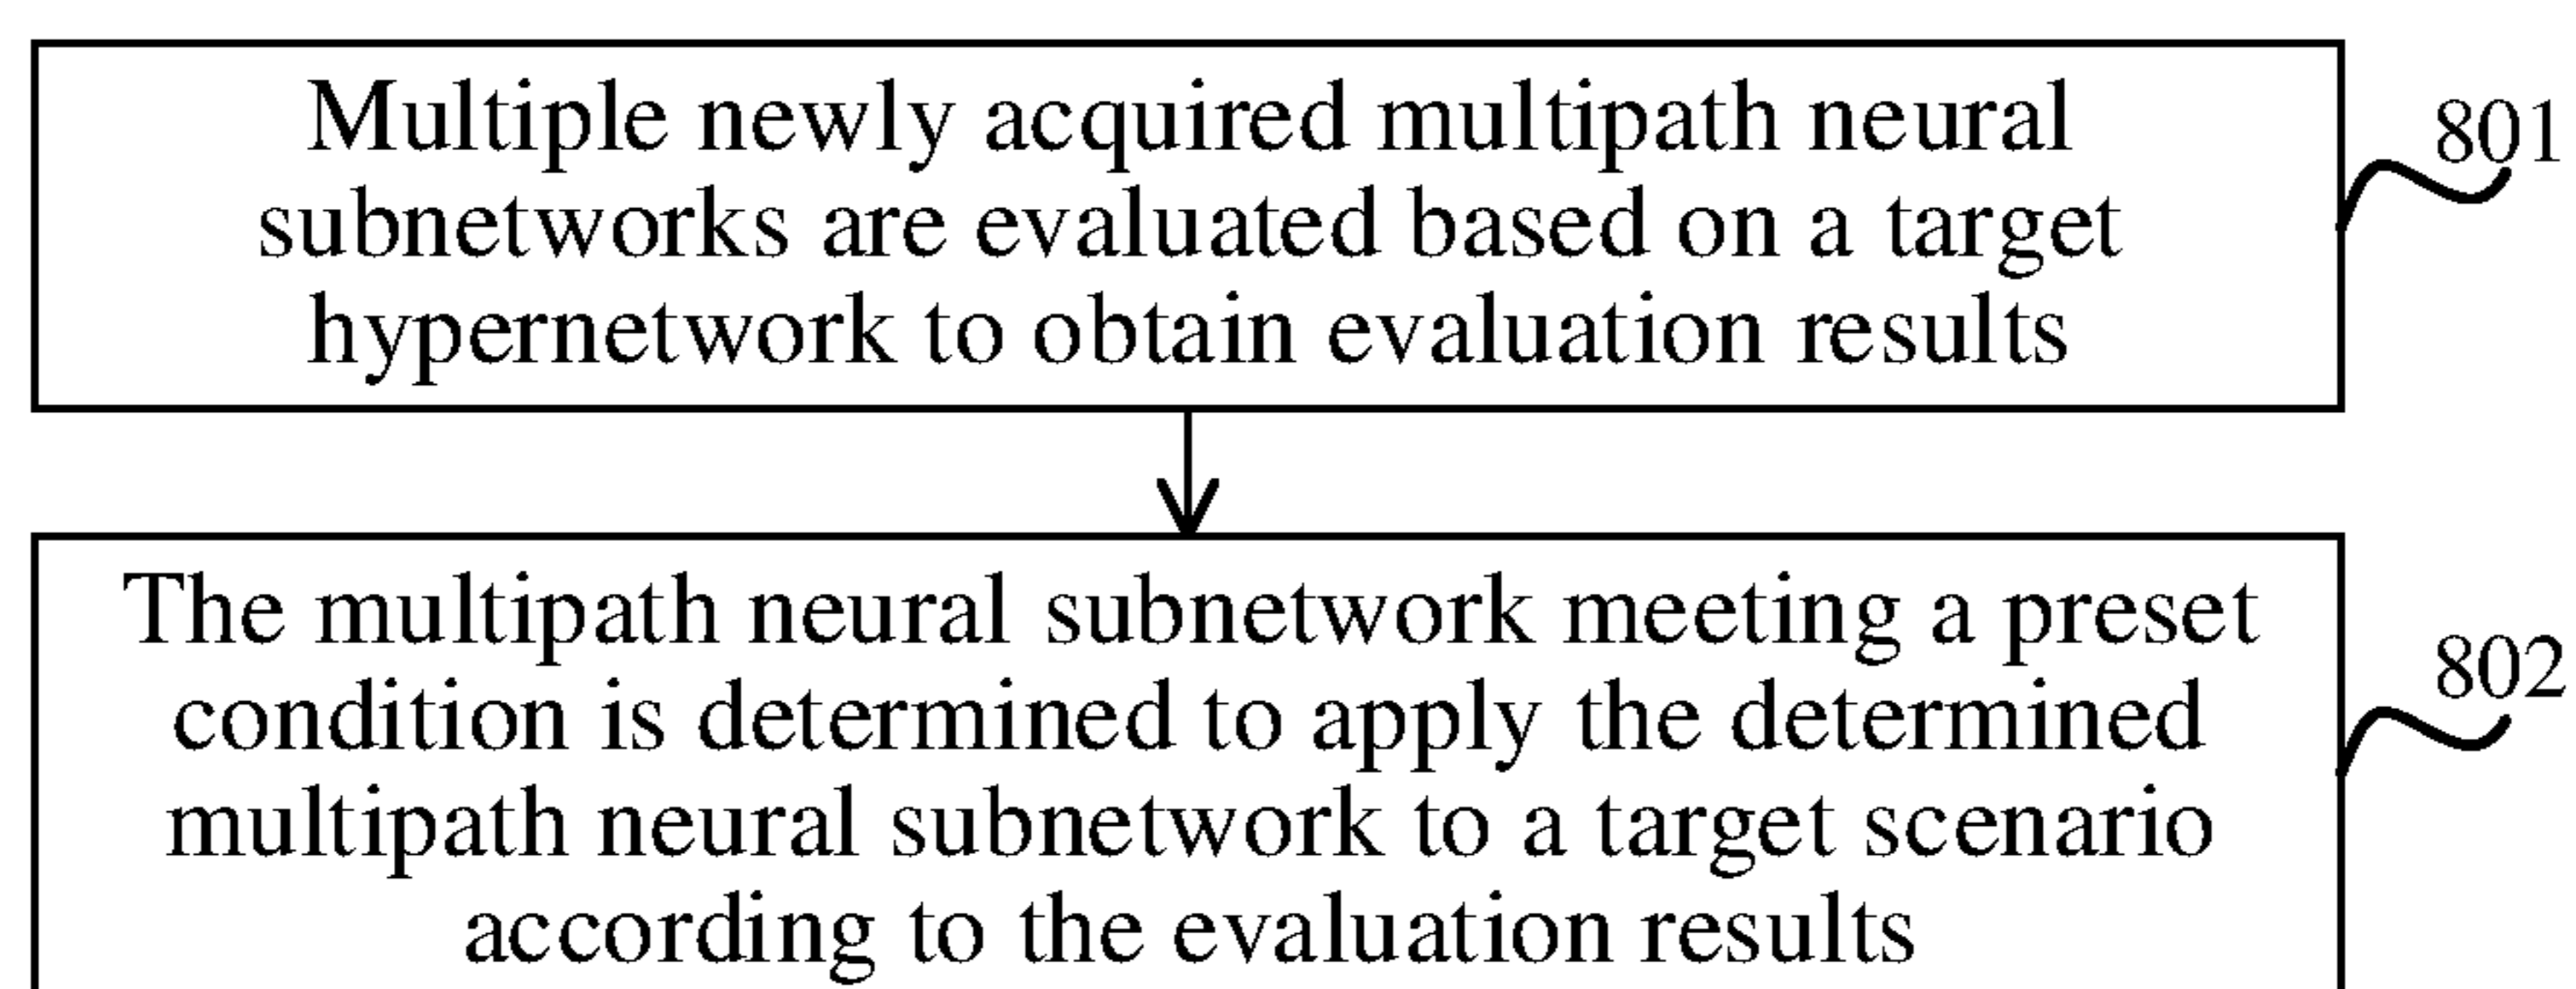 Multiple newly acquired multipath neural
subnetworks are evaluated based on a target
hypernetwork to obtain evaluation results
801
The multipath neural subnetwork meeting a preset
condition is determined to apply the determined
multipath neural subnetwork to a target scenario
according to the evaluation results
802